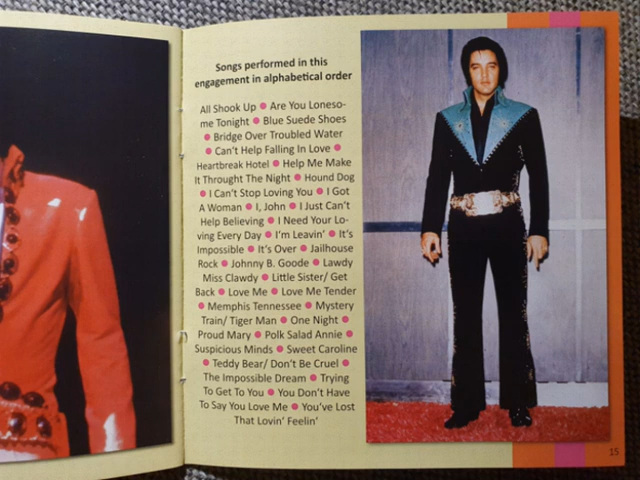 Songs performed in this
engagement in alphabetical order
All Shook Up • Are You Loneso-
me Tonight • Blue Suede Shoes
• Bridge Over Troubled Water
• Can't Help Falling In Love •
Heartbreak Hotel • Help Me Make
It Throught The Night • Hound Dog
• I Can't Stop Loving You • I Got
A Woman • I, John • I Just Can't
Help Believing • I Need Your Lo-
ving Every Day • I'm Leavin' • It's
Impossible • It's Over • Jailhouse
Rock • Johnny B. Goode • Lawdy
Miss Clawdy • Little Sister/ Get
Back • Love Me • Love Me Tender
• Memphis Tennessee • Mystery
Train/ Tiger Man • One Night •
Proud Mary • Polk Salad Annie •
Suspicious Minds • Sweet Caroline
• Teddy Bear/ Don't Be Cruel •
The Impossible Dream • Trying
To Get To You • You Don't Have
To Say You Love Me • You've Lost
That Lovin' Feelin'
15